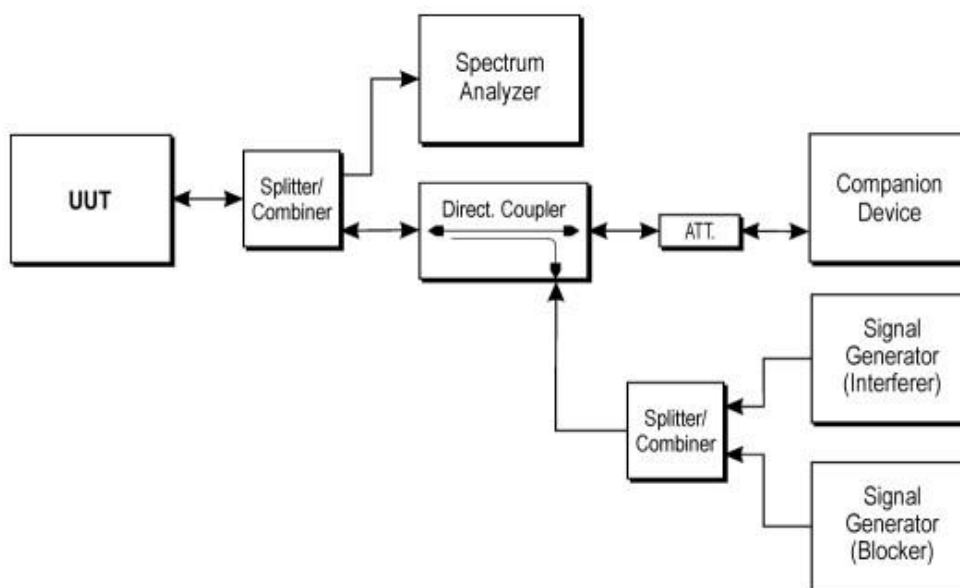 Spectrum
Analyzer
UUT
Splitter/
Combiner
Direct. Coupler
ATT.
Companion
Device
Signal
Generator
(Interferer)
Splitter/
Combiner
Signal
Generator
(Blocker)